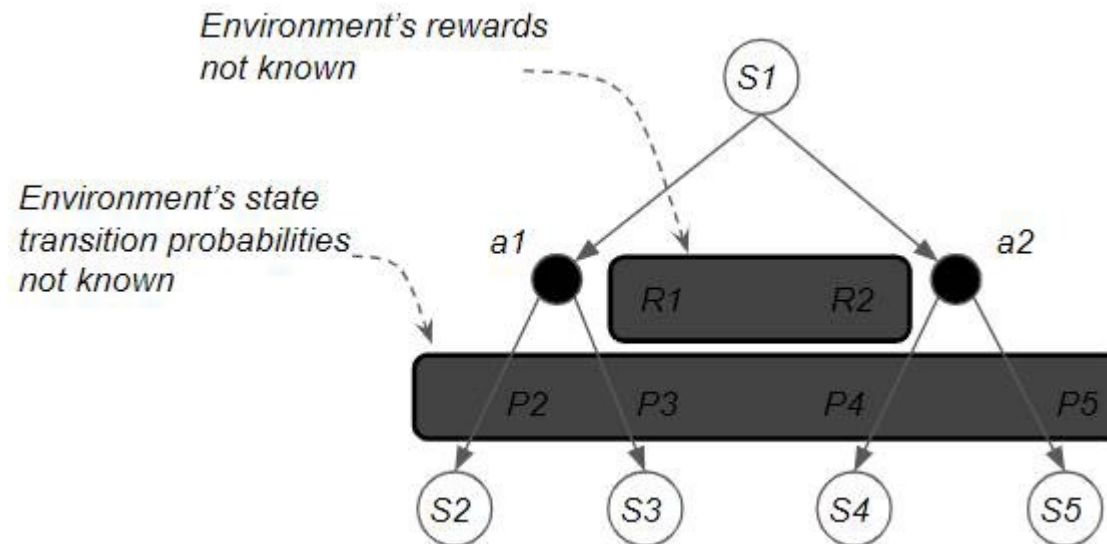 Environment's rewards
not known
S1
Environment's state
transition probabilities
not known
a1
a2
R1 R2
P2 P3 P4 P5
S2 S3 S4 S5